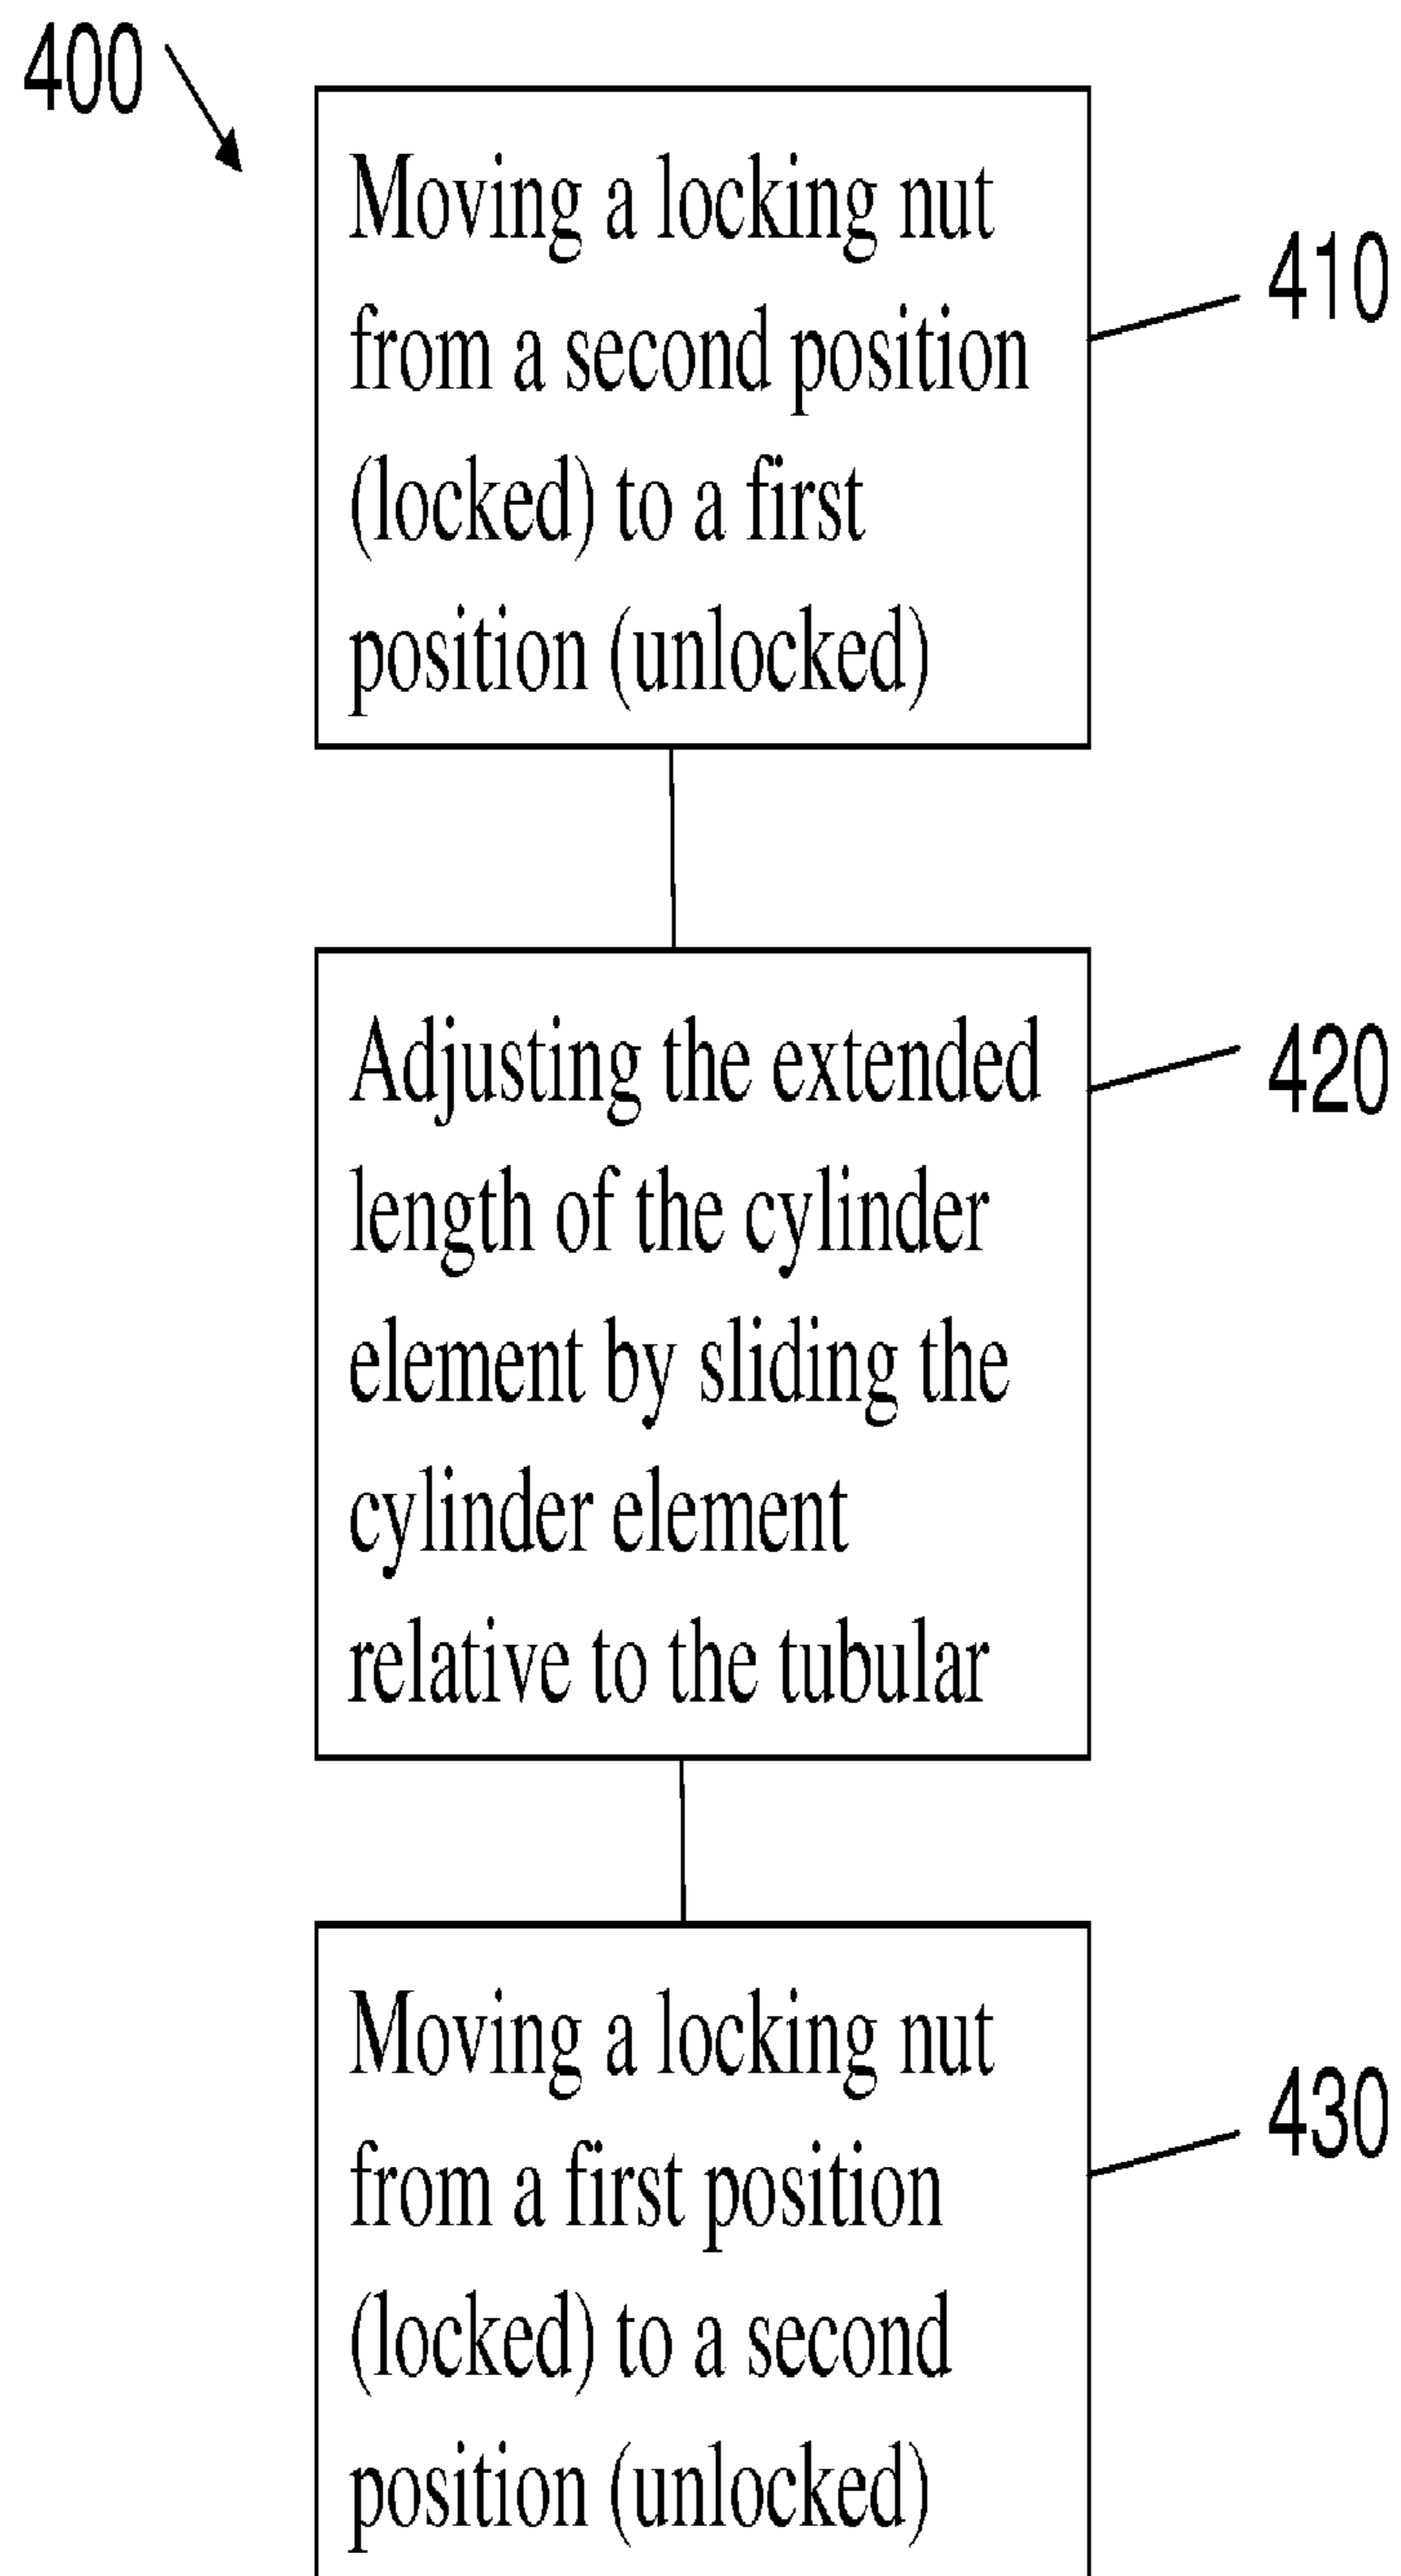 400
Moving a locking nut
from a second position
(locked) to a first
position (unlocked)
410
Adjusting the extended
length of the cylinder
element by sliding the
cylinder element
relative to the tubular
420
Moving a locking nut
from a first position
(locked) to a second
position (unlocked)
430